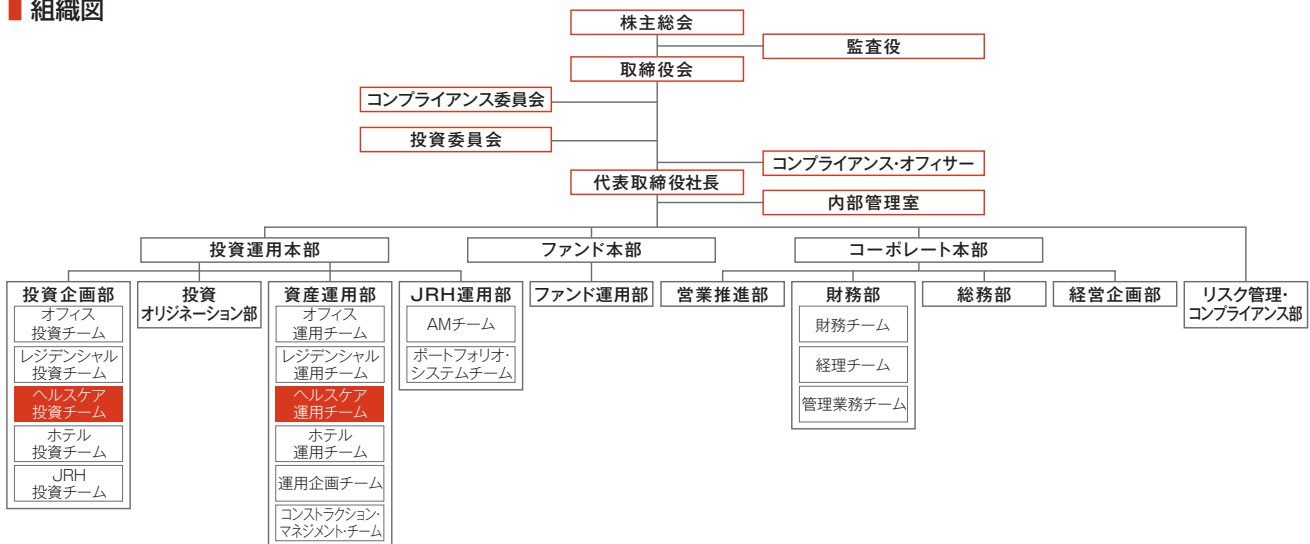 組織図
株主総会
監査役
取締役会
コンプライアンス委員会
投資委員会
コンプライアンス・オフィサー
代表取締役社長
内部管理室
投資運用本部
ファンド本部
コーポレート本部
投資企画部
オフィス
投資チーム
レジデンシャル
投資チーム
ヘルスケア
投資チーム
ホテル
投資チーム
JRH
投資チーム
投資
オリジネーション部
資産運用部
オフィス
運用チーム
レジデンシャル
運用チーム
ヘルスケア
運用チーム
ホテル
運用チーム
運用企画チーム
コンストラクション・
マネジメント・チーム
JRH運用部
AMチーム
ポートフォリオ・
システムチーム
ファンド運用部
営業推進部
財務部
財務チーム
経理チーム
管理業務チーム
総務部
経営企画部
リスク管理・
コンプライアンス部